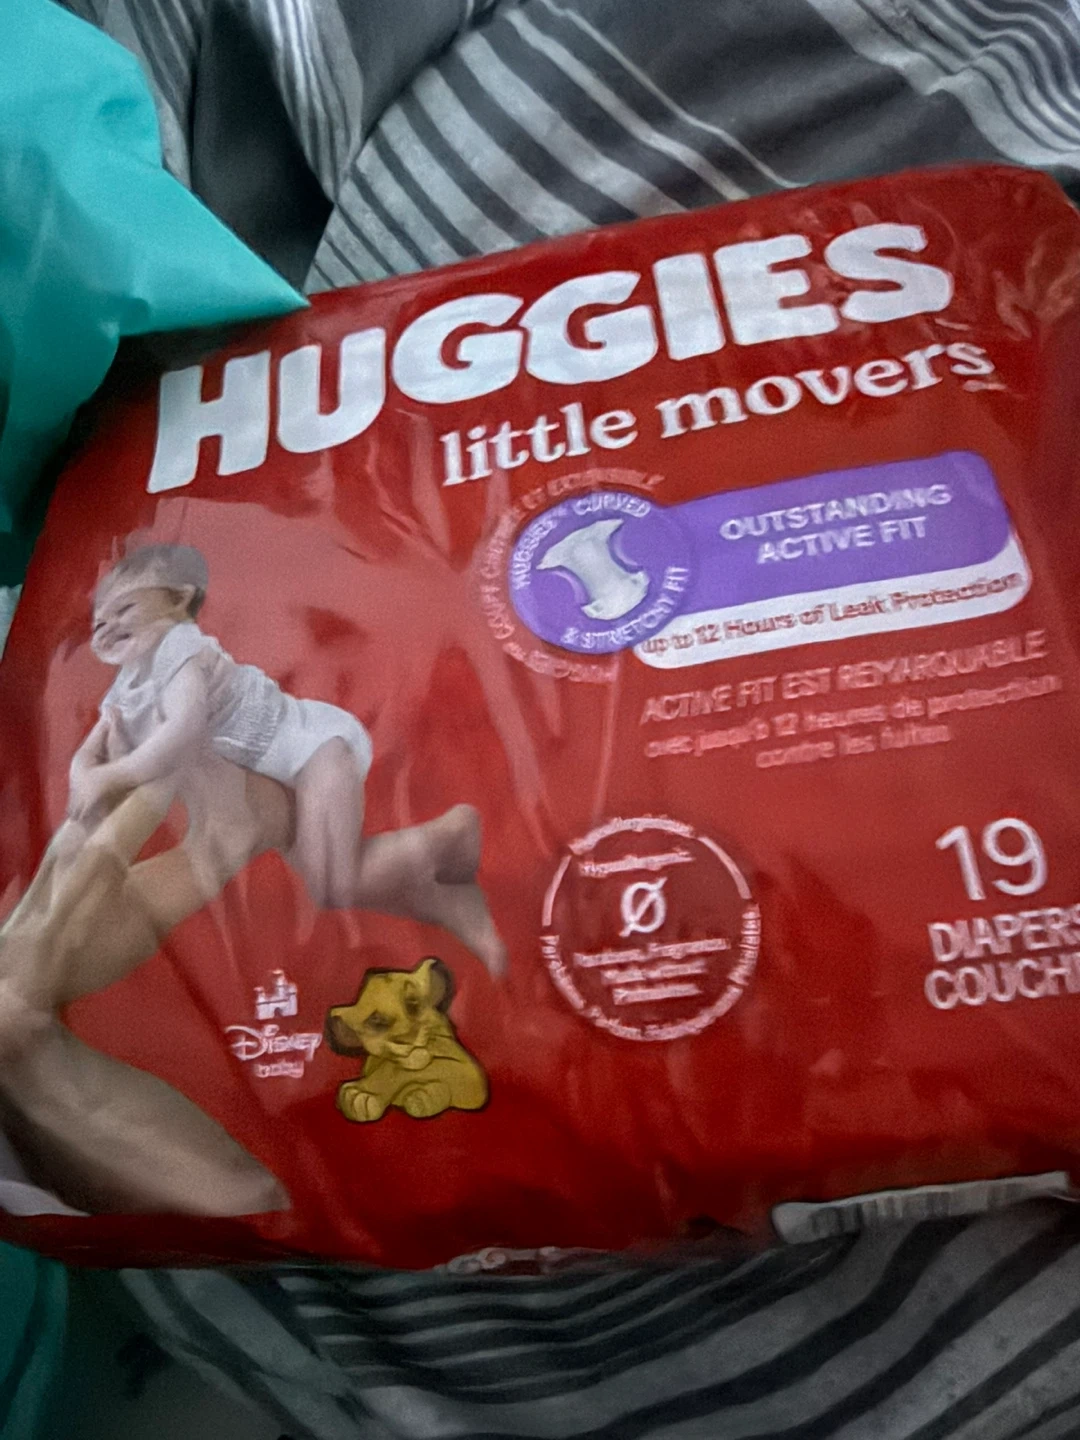 HUGGIES
little movers
HUGGIES CURVED
& STRETCHY FIT
OUTSTANDING
ACTIVE FIT
Up to 12 Hours of Leak Protection
ACTIVE FIT EST REMARQUABLE
avec jusqu'à 12 heures de protection
contre les fuites
Hypoallergenic
19
DIAPERS
COUCH
Disney
baby